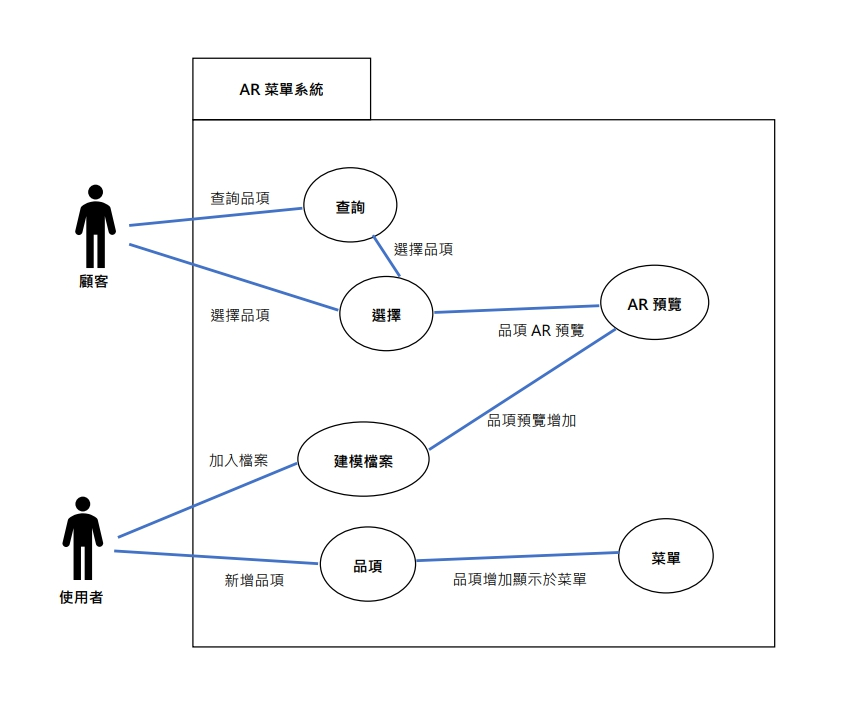 AR 菜單系統
查詢品項
查詢
顧客
選擇品項
選擇品項
選擇
AR 預覽
品項 AR 預覽
品項預覽增加
加入檔案
建模檔案
使用者
新增品項
品項
品項增加顯示於菜單
菜單